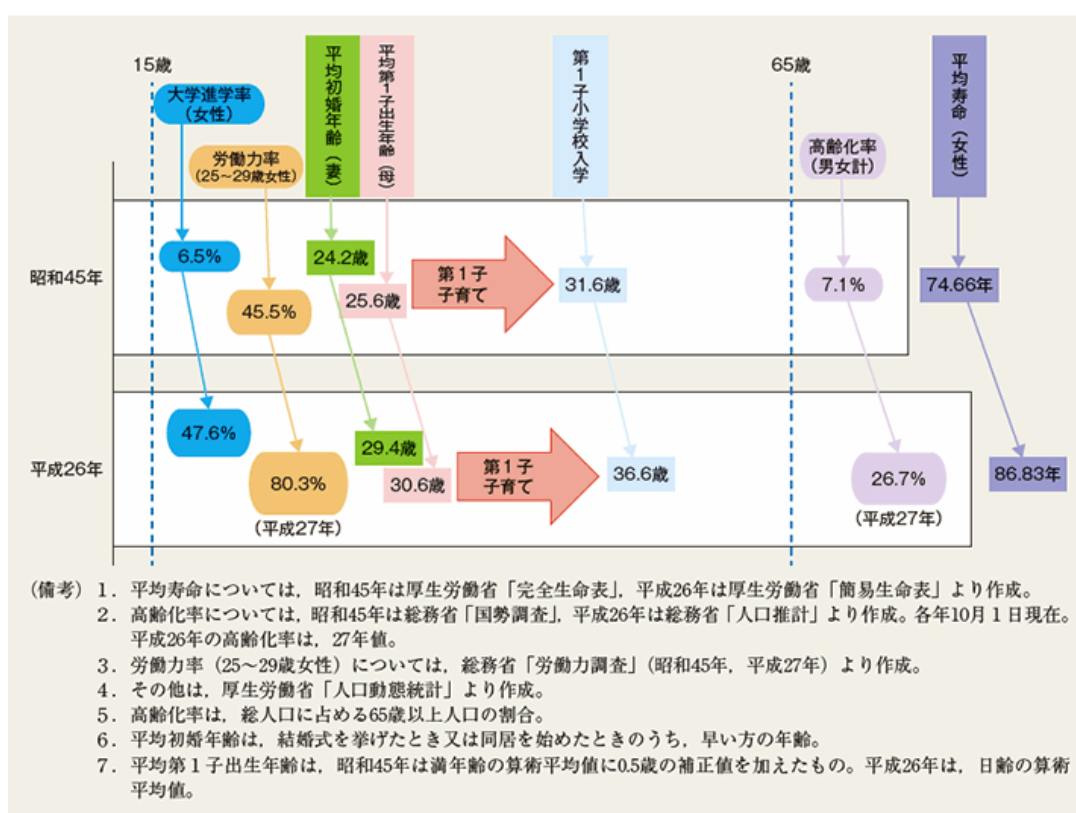 15歳
65歳
大学進学率
（女性）
労働力率
（25～29歳女性）
平均初婚年齢（妻）
平均第１子出生年齢（母）
第１子小学校入学
高齢化率
（男女計）
平均寿命（女性）
昭和45年
6.5%
45.5%
24.2歳
25.6歳
第１子
子育て
31.6歳
7.1%
74.66年
平成26年
47.6%
80.3%
（平成27年）
29.4歳
30.6歳
第１子
子育て
36.6歳
26.7%
（平成27年）
86.83年
（備考）１．平均寿命については，昭和45年は厚生労働省「完全生命表」，平成26年は厚生労働省「簡易生命表」より作成。
２．高齢化率については，昭和45年は総務省「国勢調査」，平成26年は総務省「人口推計」より作成。各年10月１日現在。
平成26年の高齢化率は，27年値。
３．労働力率（25～29歳女性）については，総務省「労働力調査」（昭和45年，平成27年）より作成。
４．その他は，厚生労働省「人口動態統計」より作成。
５．高齢化率は，総人口に占める65歳以上人口の割合。
６．平均初婚年齢は，結婚式を挙げたとき又は同居を始めたときのうち，早い方の年齢。
７．平均第１子出生年齢は，昭和45年は満年齢の算術平均値に0.5歳の補正値を加えたもの。平成26年は，日齢の算術
平均値。